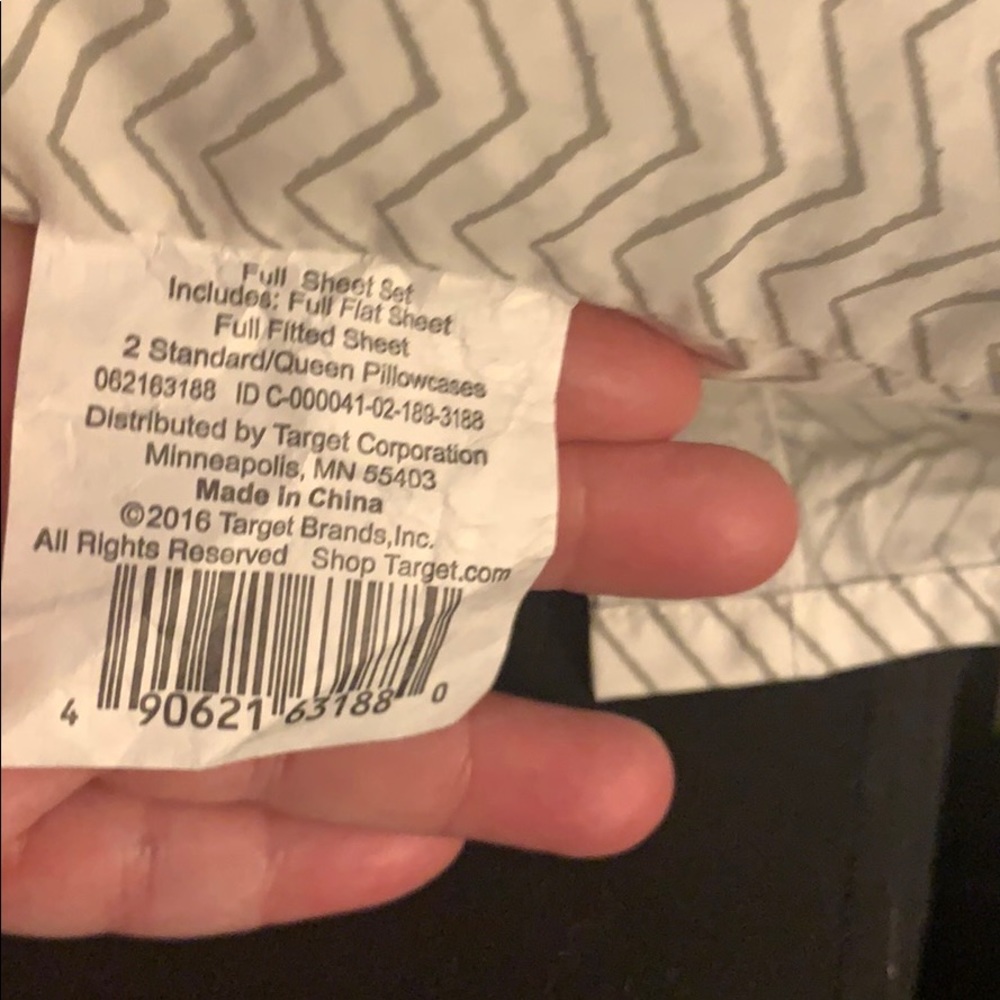 Full Sheet Set
Includes: Full Flat Sheet
Full Fitted Sheet
2 Standard/Queen Pillowcases
062163188 ID C-000041-02-189-3188
Distributed by Target Corporation
Minneapolis, MN 55403
Made in China
©2016 Target Brands,Inc.
All Rights Reserved Shop Target.com
4 90621 63188 0